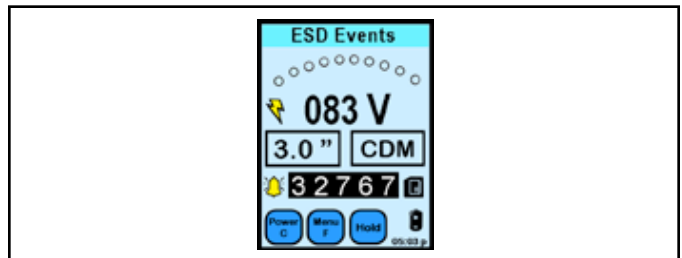 ESD Events
083 V
3.0 ” CDM
32767
Power Menu Hold
C F
05:03 p